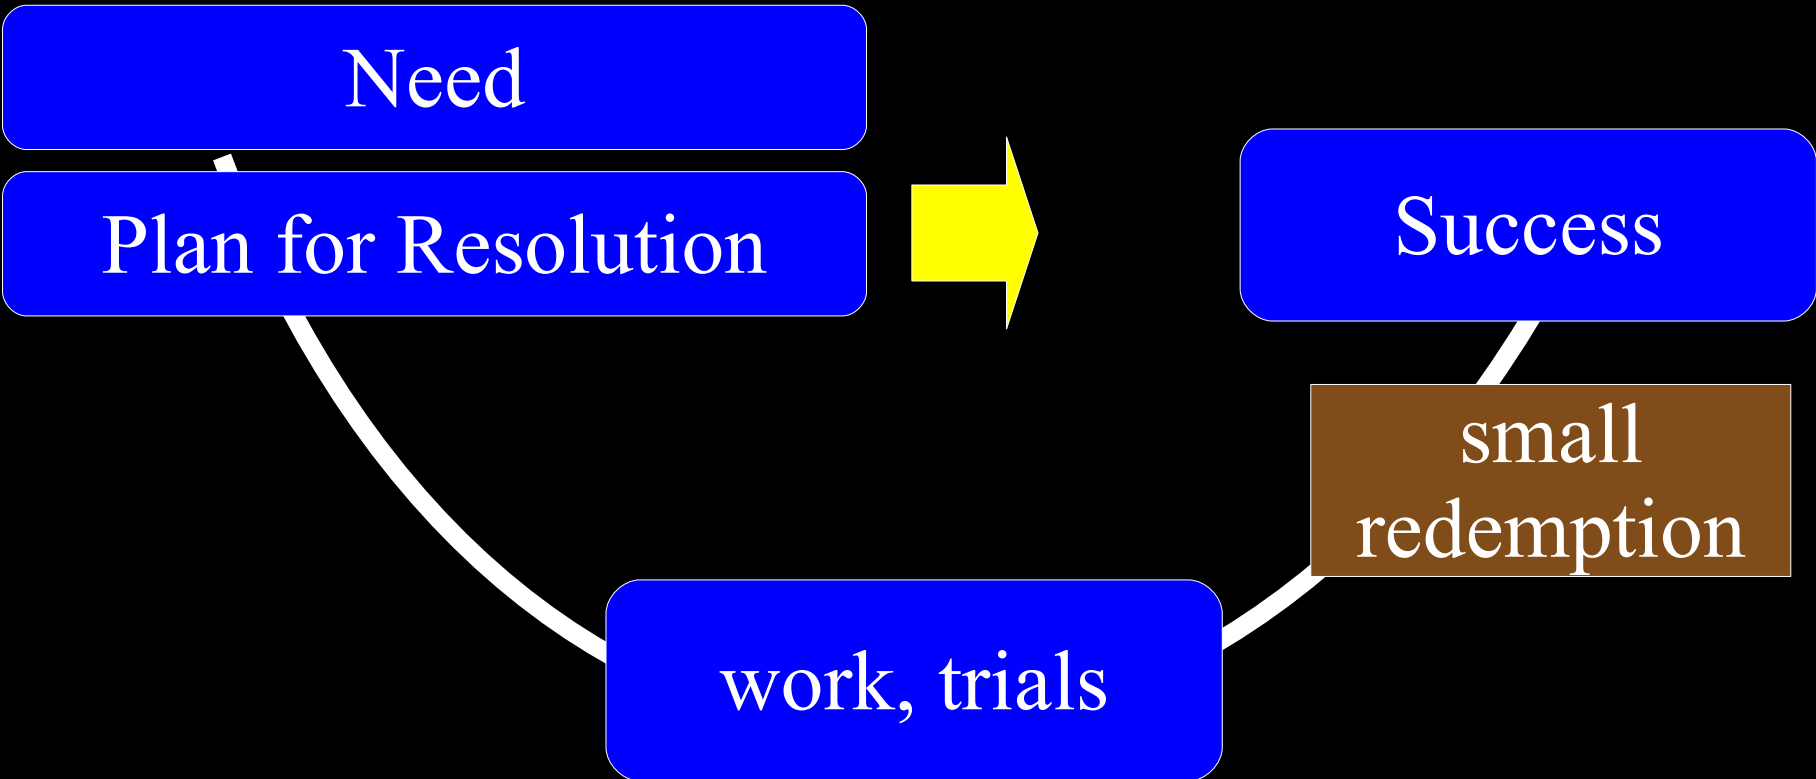 Need
Plan for Resolution
Success
small
redemption
work, trials